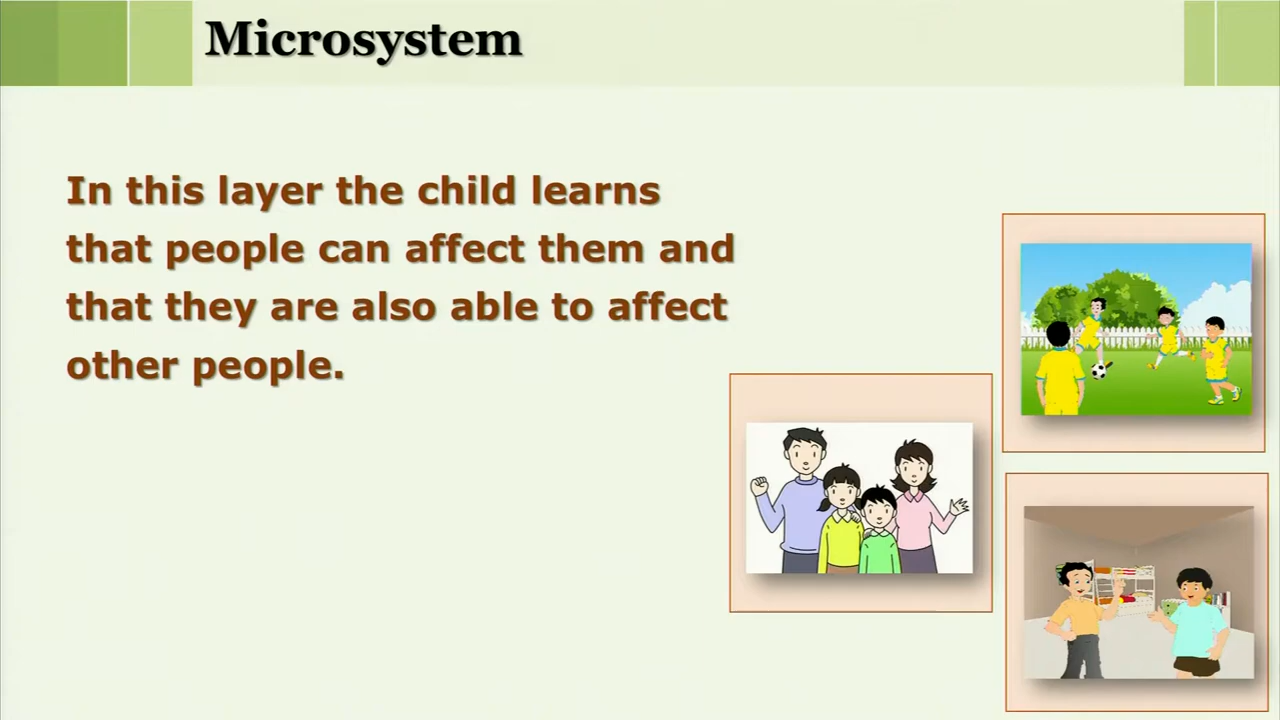 Microsystem
In this layer the child learns
that people can affect them and
that they are also able to affect
other people.